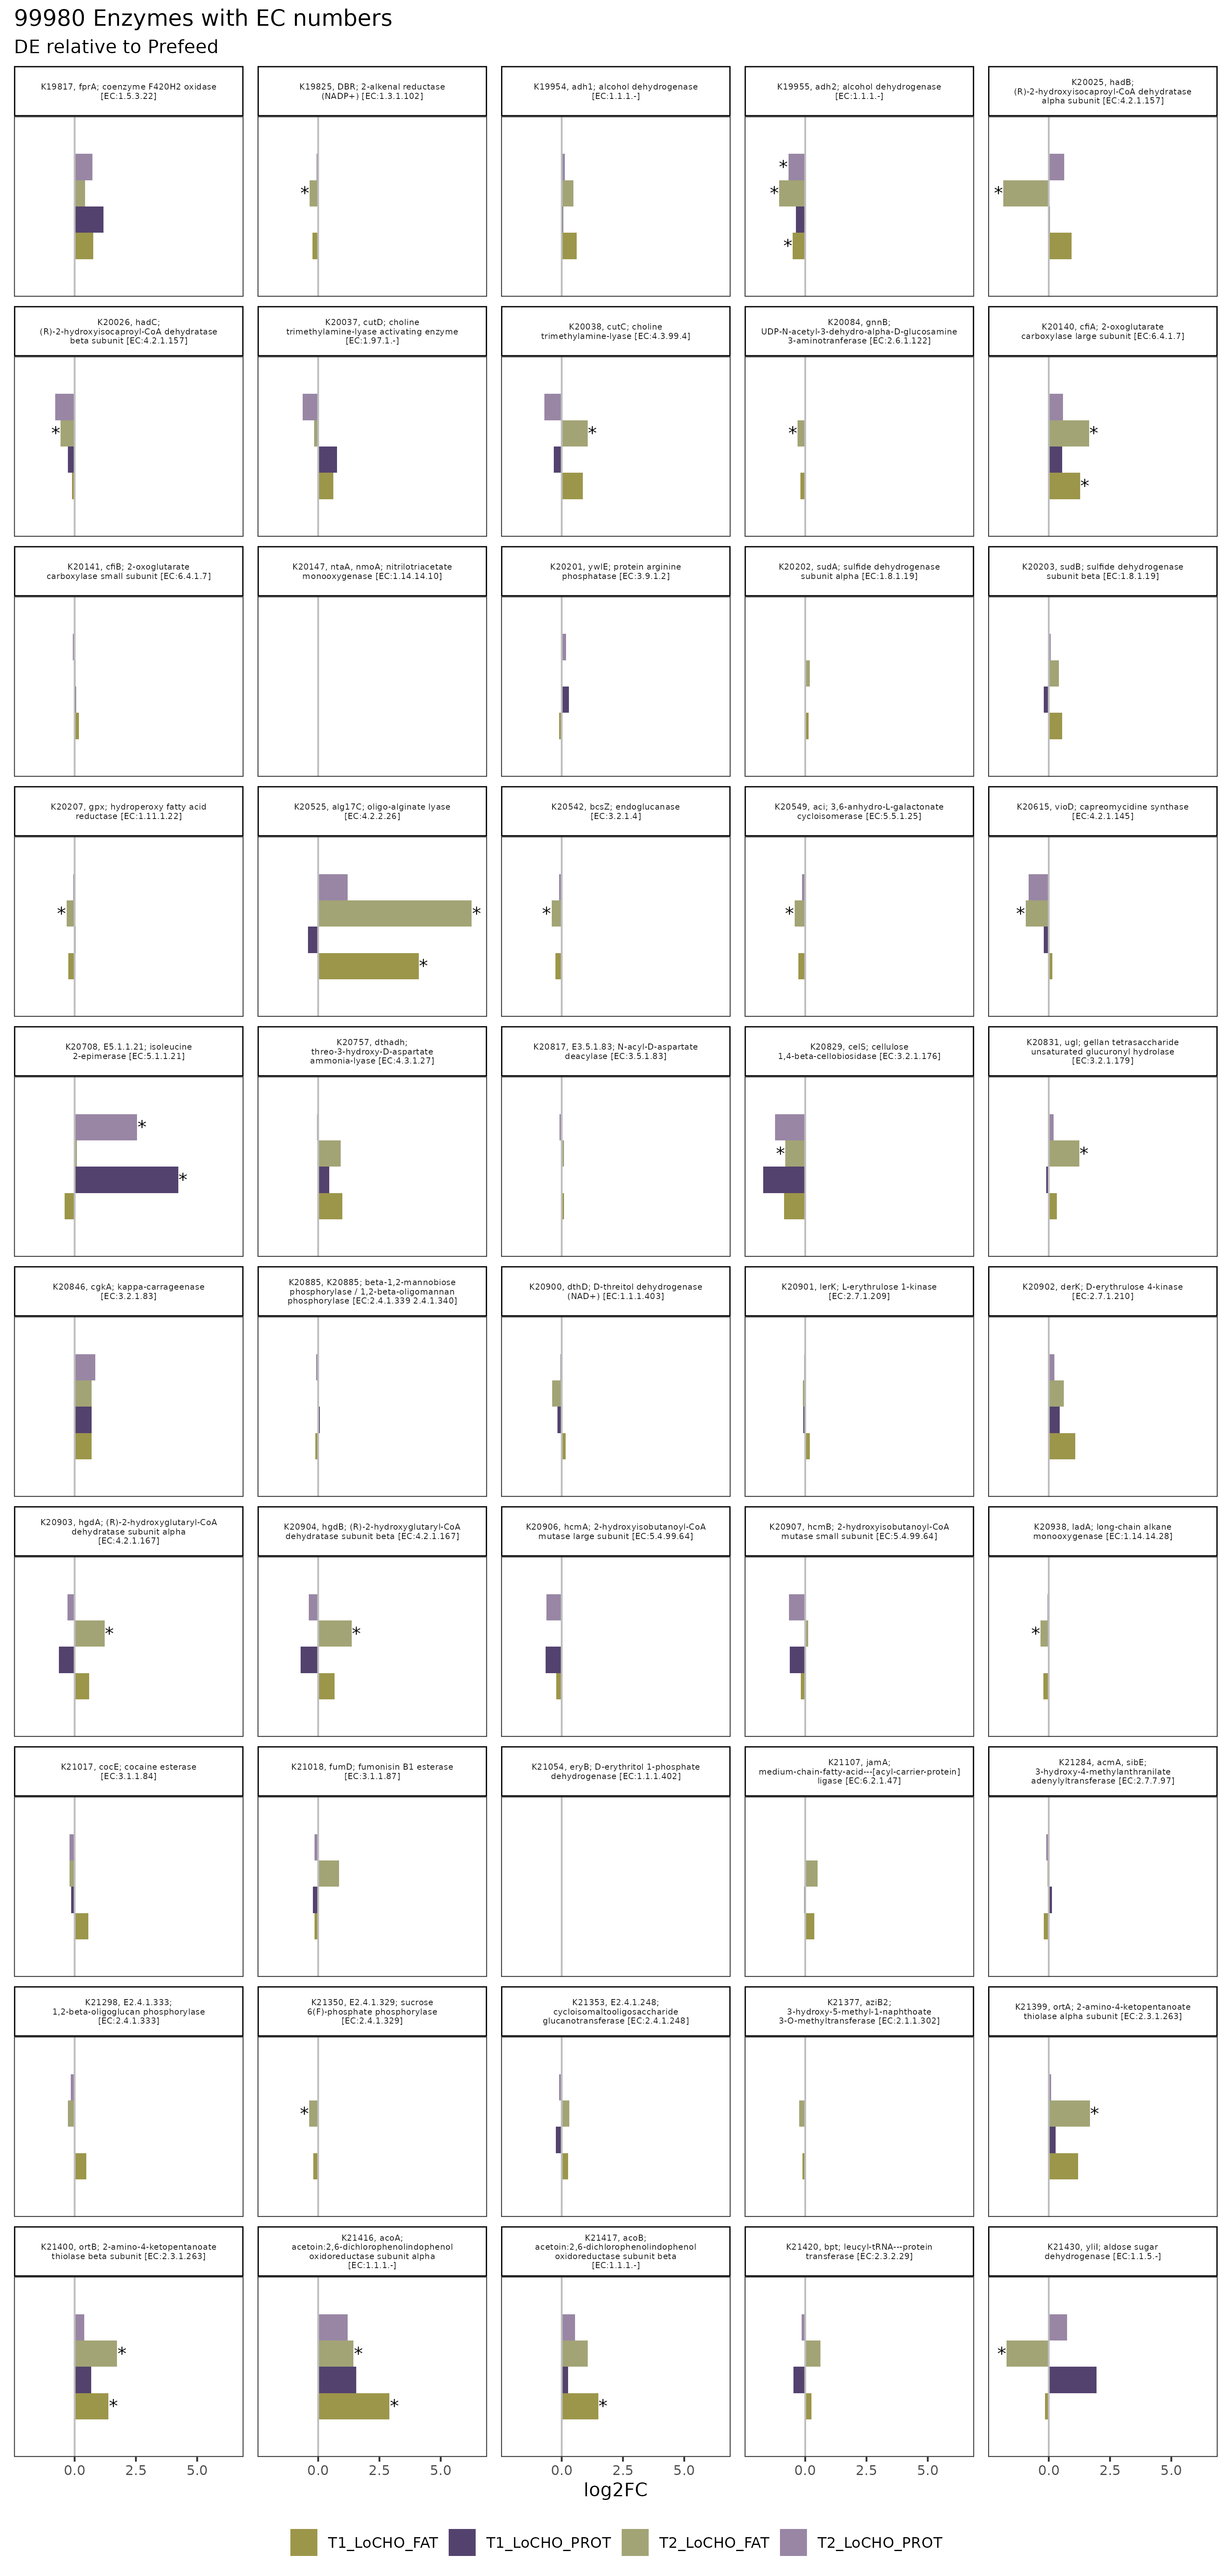 99980 Enzymes with EC numbers
DE relative to Prefeed
K19817, fprA; coenzyme F420H2 oxidase
[EC:1.5.3.22]
K19825, DBR; 2-alkenal reductase
(NADP+) [EC:1.3.1.102]
K19954, adh1; alcohol dehydrogenase
[EC:1.1.1.-]
K19955, adh2; alcohol dehydrogenase
[EC:1.1.1.-]
K20025, hadB;
(R)-2-hydroxyisocaproyl-CoA dehydratase
alpha subunit [EC:4.2.1.157]
*
*
*
*
*
K20026, hadC;
(R)-2-hydroxyisocaproyl-CoA dehydratase
beta subunit [EC:4.2.1.157]
K20037, cutD; choline
trimethylamine-lyase activating enzyme
[EC:1.97.1.-]
K20038, cutC; choline
trimethylamine-lyase [EC:4.3.99.4]
K20084, gnnB;
UDP-N-acetyl-3-dehydro-alpha-D-glucosamine
3-aminotranferase [EC:2.6.1.122]
K20140, cfiA; 2-oxoglutarate
carboxylase large subunit [EC:6.4.1.7]
*
*
*
*
*
K20141, cfiB; 2-oxoglutarate
carboxylase small subunit [EC:6.4.1.7]
K20147, ntaA, nmoA; nitrilotriacetate
monooxygenase [EC:1.14.14.10]
K20201, ywlE; protein arginine
phosphatase [EC:3.9.1.2]
K20202, sudA; sulfide dehydrogenase
subunit alpha [EC:1.8.1.19]
K20203, sudB; sulfide dehydrogenase
subunit beta [EC:1.8.1.19]
K20207, gpx; hydroperoxy fatty acid
reductase [EC:1.11.1.22]
K20525, alg17C; oligo-alginate lyase
[EC:4.2.2.26]
K20542, bcsZ; endoglucanase
[EC:3.2.1.4]
K20549, aci; 3,6-anhydro-L-galactonate
cycloisomerase [EC:5.5.1.25]
K20615, vioD; capreomycidine synthase
[EC:4.2.1.145]
*
*
*
*
*
*
K20708, E5.1.1.21; isoleucine
2-epimerase [EC:5.1.1.21]
K20757, dthadh;
threo-3-hydroxy-D-aspartate
ammonia-lyase [EC:4.3.1.27]
K20817, E3.5.1.83; N-acyl-D-aspartate
deacylase [EC:3.5.1.83]
K20829, celS; cellulose
1,4-beta-cellobiosidase [EC:3.2.1.176]
K20831, ugl; gellan tetrasaccharide
unsaturated glucuronyl hydrolase
[EC:3.2.1.179]
*
*
*
*
K20846, cgkA; kappa-carrageenase
[EC:3.2.1.83]
K20885, K20885; beta-1,2-mannobiose
phosphorylase / 1,2-beta-oligomannan
phosphorylase [EC:2.4.1.339 2.4.1.340]
K20900, dthD; D-threitol dehydrogenase
(NAD+) [EC:1.1.1.403]
K20901, lerK; L-erythrulose 1-kinase
[EC:2.7.1.209]
K20902, derK; D-erythrulose 4-kinase
[EC:2.7.1.210]
K20903, hgdA; (R)-2-hydroxyglutaryl-CoA
dehydratase subunit alpha
[EC:4.2.1.167]
K20904, hgdB; (R)-2-hydroxyglutaryl-CoA
dehydratase subunit beta [EC:4.2.1.167]
K20906, hcmA; 2-hydroxyisobutanoyl-CoA
mutase large subunit [EC:5.4.99.64]
K20907, hcmB; 2-hydroxyisobutanoyl-CoA
mutase small subunit [EC:5.4.99.64]
K20938, ladA; long-chain alkane
monooxygenase [EC:1.14.14.28]
*
*
*
K21017, cocE; cocaine esterase
[EC:3.1.1.84]
K21018, fumD; fumonisin B1 esterase
[EC:3.1.1.87]
K21054, eryB; D-erythritol 1-phosphate
dehydrogenase [EC:1.1.1.402]
K21107, jamA;
medium-chain-fatty-acid---[acyl-carrier-protein]
ligase [EC:6.2.1.47]
K21284, acmA, sibE;
3-hydroxy-4-methylanthranilate
adenylyltransferase [EC:2.7.7.97]
K21298, E2.4.1.333;
1,2-beta-oligoglucan phosphorylase
[EC:2.4.1.333]
K21350, E2.4.1.329; sucrose
6(F)-phosphate phosphorylase
[EC:2.4.1.329]
K21353, E2.4.1.248;
cycloisomaltooligosaccharide
glucanotransferase [EC:2.4.1.248]
K21377, aziB2;
3-hydroxy-5-methyl-1-naphthoate
3-O-methyltransferase [EC:2.1.1.302]
K21399, ortA; 2-amino-4-ketopentanoate
thiolase alpha subunit [EC:2.3.1.263]
*
*
K21400, ortB; 2-amino-4-ketopentanoate
thiolase beta subunit [EC:2.3.1.263]
K21416, acoA;
acetoin:2,6-dichlorophenolindophenol
oxidoreductase subunit alpha
[EC:1.1.1.-]
K21417, acoB;
acetoin:2,6-dichlorophenolindophenol
oxidoreductase subunit beta
[EC:1.1.1.-]
K21420, bpt; leucyl-tRNA---protein
transferase [EC:2.3.2.29]
K21430, yliI; aldose sugar
dehydrogenase [EC:1.1.5.-]
*
*
*
*
*
*
0.0 2.5 5.0
0.0 2.5 5.0
0.0 2.5 5.0
0.0 2.5 5.0
0.0 2.5 5.0
log2FC
T1_LoCHO_FAT T1_LoCHO_PROT T2_LoCHO_FAT T2_LoCHO_PROT